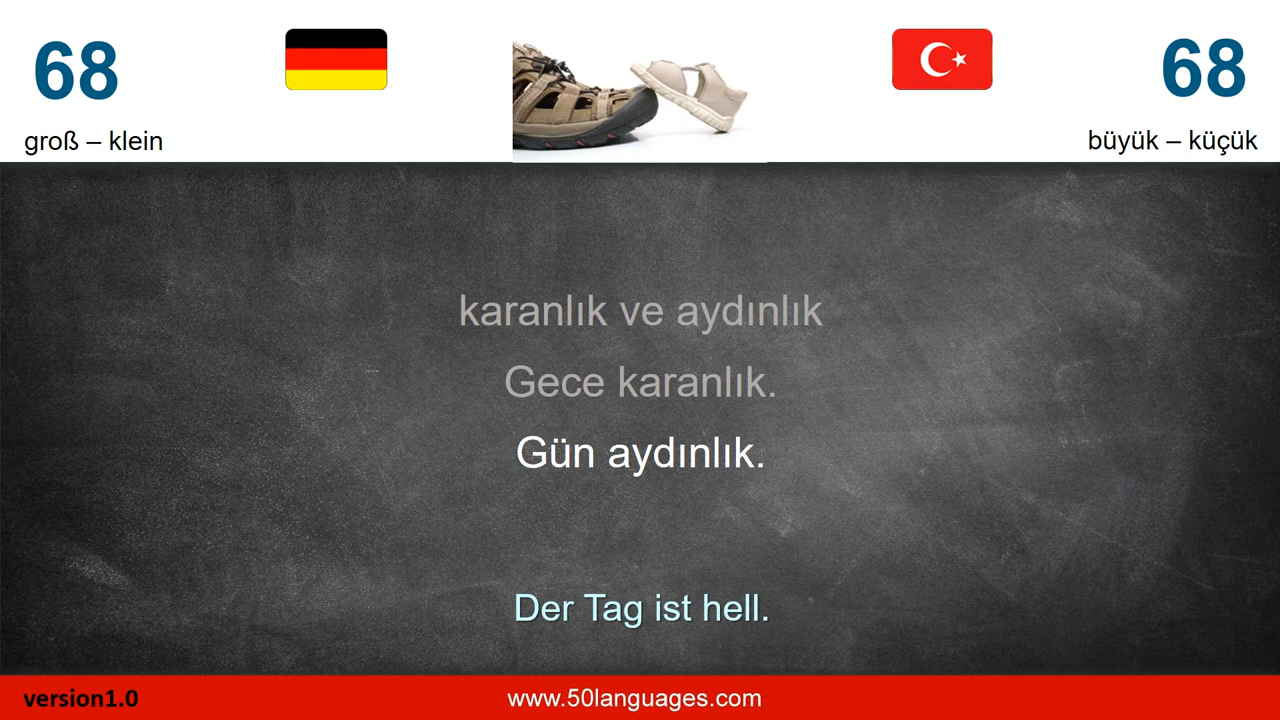 68
groß – klein
68
büyük – küçük
karanlık ve aydınlık
Gece karanlık.
Gün aydınlık.
Der Tag ist hell.
version1.0
www.50languages.com